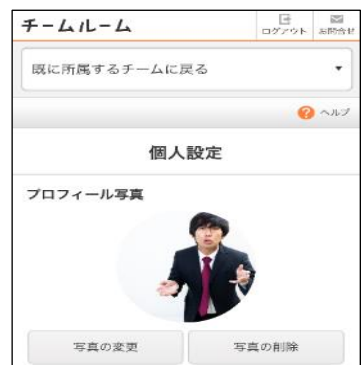 チームルーム
ログアウト
お問合せ
既に所属するチームに戻る
? ヘルプ
個人設定
プロフィール写真
写真の変更
写真の削除